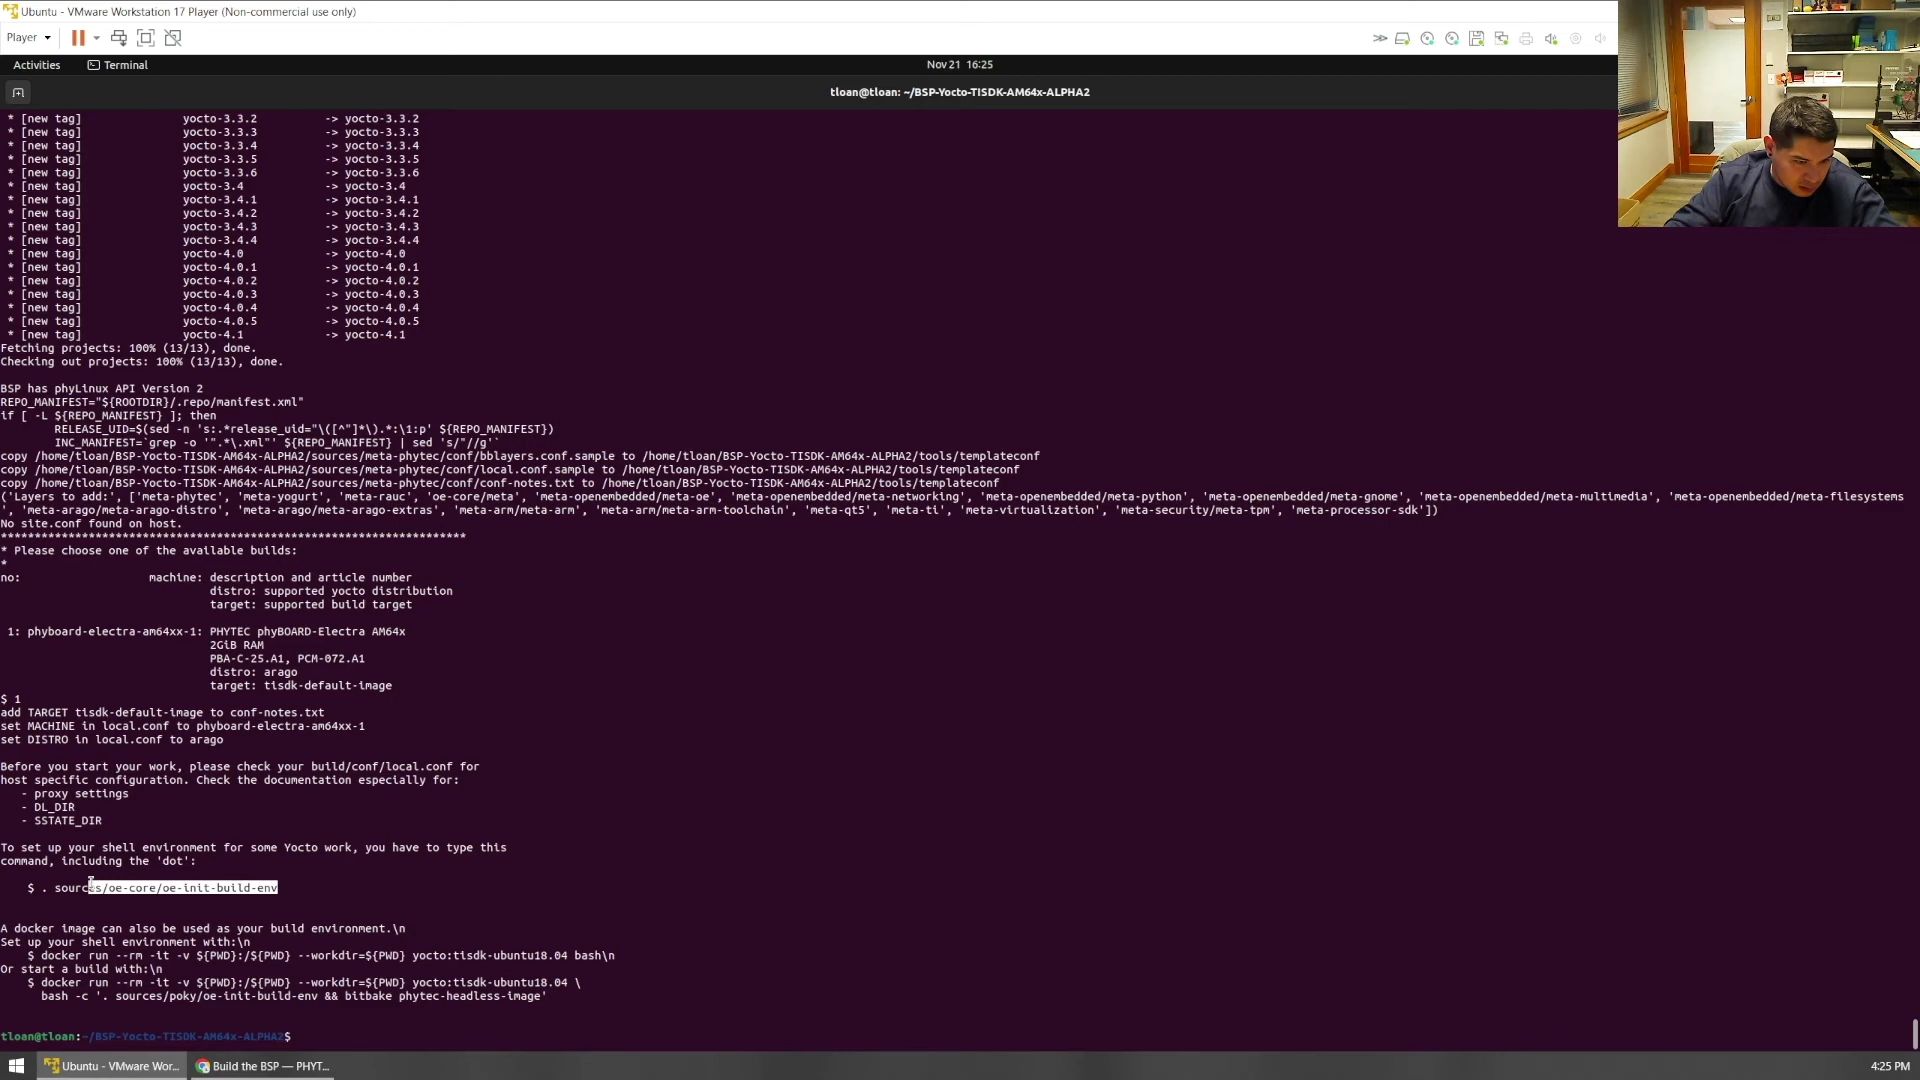 Ubuntu - VMware Workstation 17 Player (Non-commercial use only)
Player
Activities
Terminal
Nov 21 16:25
tloan@tloan: ~/BSP-Yocto-TISDK-AM64x-ALPHA2
* [new tag] yocto-3.3.2 -> yocto-3.3.2
* [new tag] yocto-3.3.3 -> yocto-3.3.3
* [new tag] yocto-3.3.4 -> yocto-3.3.4
* [new tag] yocto-3.3.5 -> yocto-3.3.5
* [new tag] yocto-3.3.6 -> yocto-3.3.6
* [new tag] yocto-3.4 -> yocto-3.4
* [new tag] yocto-3.4.1 -> yocto-3.4.1
* [new tag] yocto-3.4.2 -> yocto-3.4.2
* [new tag] yocto-3.4.3 -> yocto-3.4.3
* [new tag] yocto-3.4.4 -> yocto-3.4.4
* [new tag] yocto-4.0 -> yocto-4.0
* [new tag] yocto-4.0.1 -> yocto-4.0.1
* [new tag] yocto-4.0.2 -> yocto-4.0.2
* [new tag] yocto-4.0.3 -> yocto-4.0.3
* [new tag] yocto-4.0.4 -> yocto-4.0.4
* [new tag] yocto-4.0.5 -> yocto-4.0.5
* [new tag] yocto-4.1 -> yocto-4.1
Fetching projects: 100% (13/13), done.
Checking out projects: 100% (13/13), done.
BSP has phyLinux API Version 2
REPO_MANIFEST="${ROOTDIR}/.repo/manifest.xml"
if [ -L ${REPO_MANIFEST} ]; then
RELEASE_UID=$(sed -n 's:.*release_uid="\([^"]*\).*:\1:p' ${REPO_MANIFEST})
INC_MANIFEST=`grep -o '".*\.xml"' ${REPO_MANIFEST} | sed 's/"//g'`
copy /home/tloan/BSP-Yocto-TISDK-AM64x-ALPHA2/sources/meta-phytec/conf/bblayers.conf.sample to /home/tloan/BSP-Yocto-TISDK-AM64x-ALPHA2/tools/templateconf
copy /home/tloan/BSP-Yocto-TISDK-AM64x-ALPHA2/sources/meta-phytec/conf/local.conf.sample to /home/tloan/BSP-Yocto-TISDK-AM64x-ALPHA2/tools/templateconf
copy /home/tloan/BSP-Yocto-TISDK-AM64x-ALPHA2/sources/meta-phytec/conf/conf-notes.txt to /home/tloan/BSP-Yocto-TISDK-AM64x-ALPHA2/tools/templateconf
('Layers to add:', ['meta-phytec', 'meta-yogurt', 'meta-rauc', 'oe-core/meta', 'meta-openembedded/meta-oe', 'meta-openembedded/meta-networking', 'meta-openembedded/meta-python', 'meta-openembedded/meta-gnome', 'meta-openembedded/meta-multimedia', 'meta-openembedded/meta-filesystems
', 'meta-arago/meta-arago-distro', 'meta-arago/meta-arago-extras', 'meta-arm/meta-arm', 'meta-arm/meta-arm-toolchain', 'meta-qt5', 'meta-ti', 'meta-virtualization', 'meta-security/meta-tpm', 'meta-processor-sdk'])
No site.conf found on host.
*********************************************************************
* Please choose one of the available builds:
*
no: machine: description and article number
distro: supported yocto distribution
target: supported build target
1: phyboard-electra-am64xx-1: PHYTEC phyBOARD-Electra AM64x
2GiB RAM
PBA-C-25.A1, PCM-072.A1
distro: arago
target: tisdk-default-image
$ 1
add TARGET tisdk-default-image to conf-notes.txt
set MACHINE in local.conf to phyboard-electra-am64xx-1
set DISTRO in local.conf to arago
Before you start your work, please check your build/conf/local.conf for
host specific configuration. Check the documentation especially for:
- proxy settings
- DL_DIR
- SSTATE_DIR
To set up your shell environment for some Yocto work, you have to type this
command, including the 'dot':
$ . sources/oe-core/oe-init-build-env
A docker image can also be used as your build environment.\n
Set up your shell environment with:\n
$ docker run --rm -it -v ${PWD}:/${PWD} --workdir=${PWD} yocto:tisdk-ubuntu18.04 bash\n
Or start a build with:\n
$ docker run --rm -it -v ${PWD}:/${PWD} --workdir=${PWD} yocto:tisdk-ubuntu18.04 \
bash -c '. sources/poky/oe-init-build-env && bitbake phytec-headless-image'
tloan@tloan:~/BSP-Yocto-TISDK-AM64x-ALPHA2$
Ubuntu - VMware Wor...
Build the BSP — PHYT...
4:25 PM